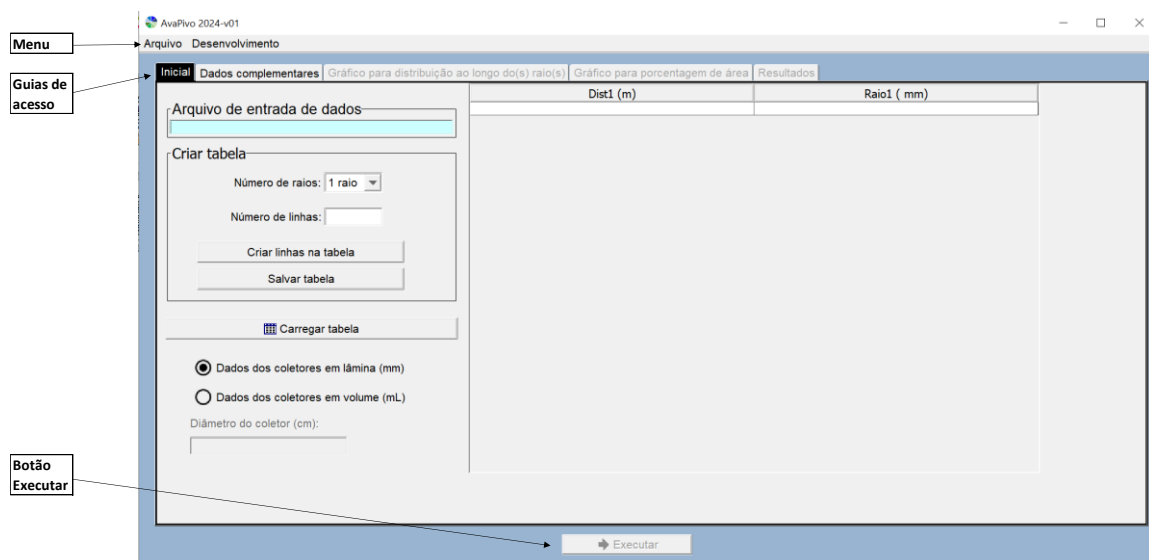 AvaPivo 2024-v01
Menu
Arquivo Desenvolvimento
Guias de
acesso
Inicial Dados complementares Gráfico para distribuição ao longo do(s) raio(s) Gráfico para porcentagem de área Resultados
Dist1 (m) Raio1 ( mm)
Arquivo de entrada de dados
Criar tabela
Número de raios: 1 raio
Número de linhas:
Criar linhas na tabela
Salvar tabela
Carregar tabela
Dados dos coletores em lâmina (mm)
Dados dos coletores em volume (mL)
Diâmetro do coletor (cm):
Botão
Executar
Executar